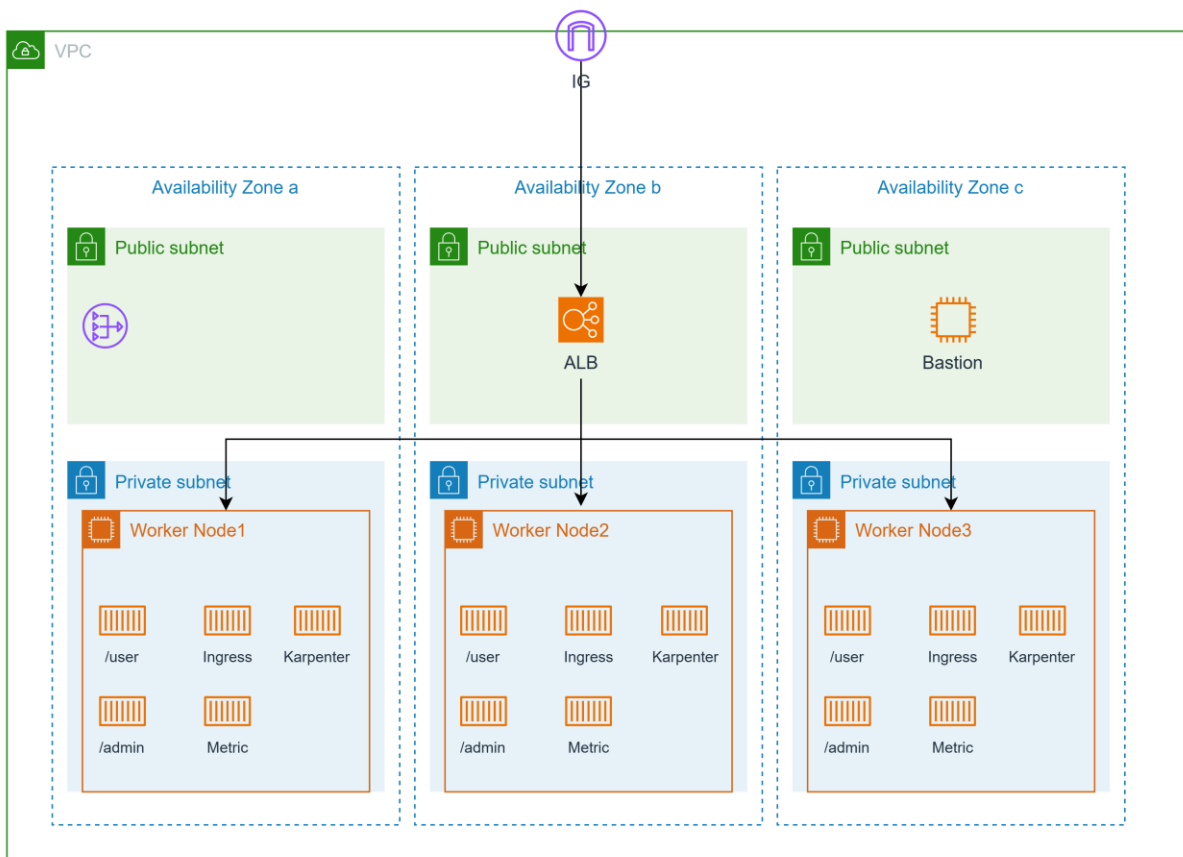 VPC
IG
Availability Zone a
Availability Zone b
Availability Zone c
Public subnet
Public subnet
Public subnet
ALB
Bastion
Private subnet
Private subnet
Private subnet
Worker Node1
Worker Node2
Worker Node3
/user
Ingress
Karpenter
/user
Ingress
Karpenter
/user
Ingress
Karpenter
/admin
Metric
/admin
Metric
/admin
Metric